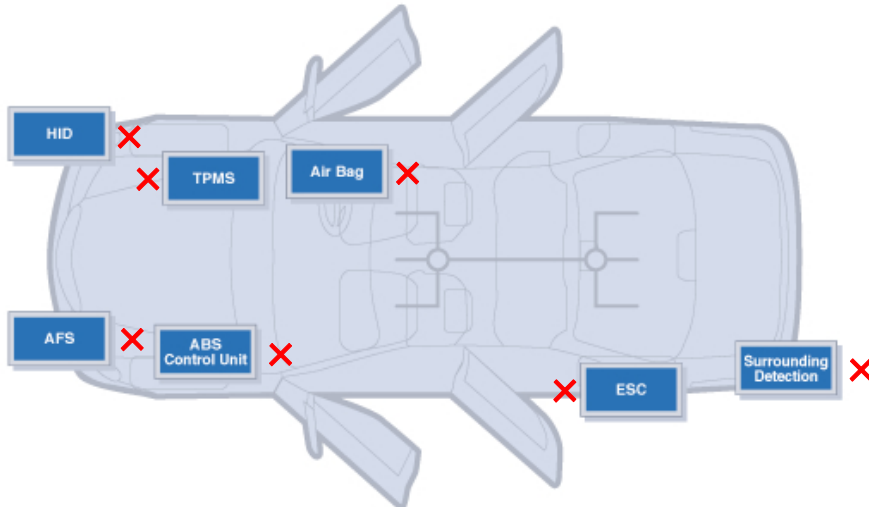 HID
TPMS
Air Bag
AFS
ABS
Control Unit
ESC
Surrounding
Detection